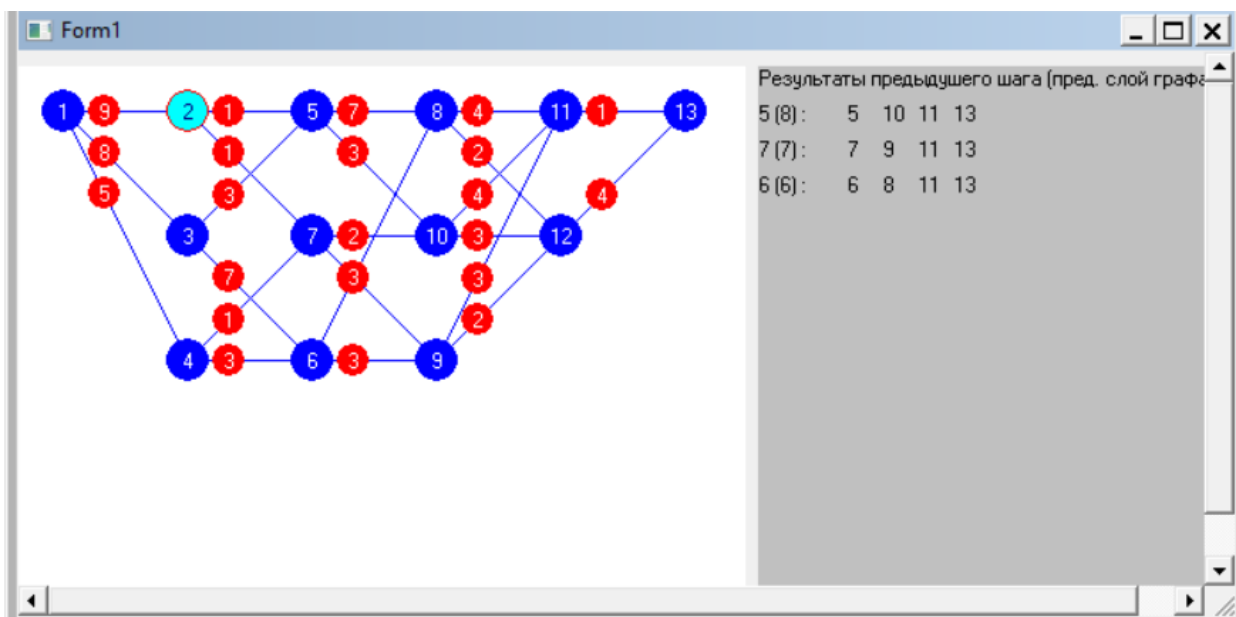 Form1
1 9 2 1 5 7 8 4 11 1 13
8 1 3 2
5 3 4 4
3 7 2 10 3 12
7 3 3
1 2
4 3 6 3 9
Результаты предыдушего шага (пред. слой графа
5 (8) : 5 10 11 13
7 (7) : 7 9 11 13
6 (6) : 6 8 11 13